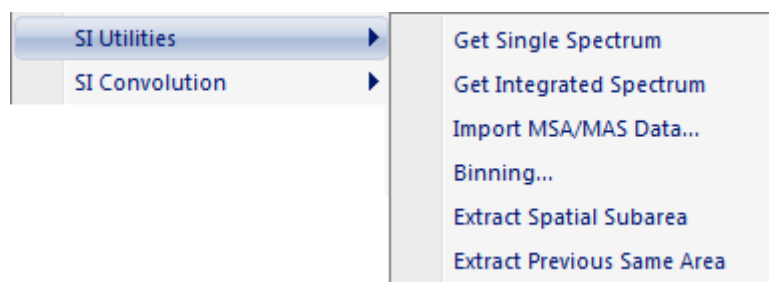 SI Utilities
SI Convolution
Get Single Spectrum
Get Integrated Spectrum
Import MSA/MAS Data...
Binning...
Extract Spatial Subarea
Extract Previous Same Area